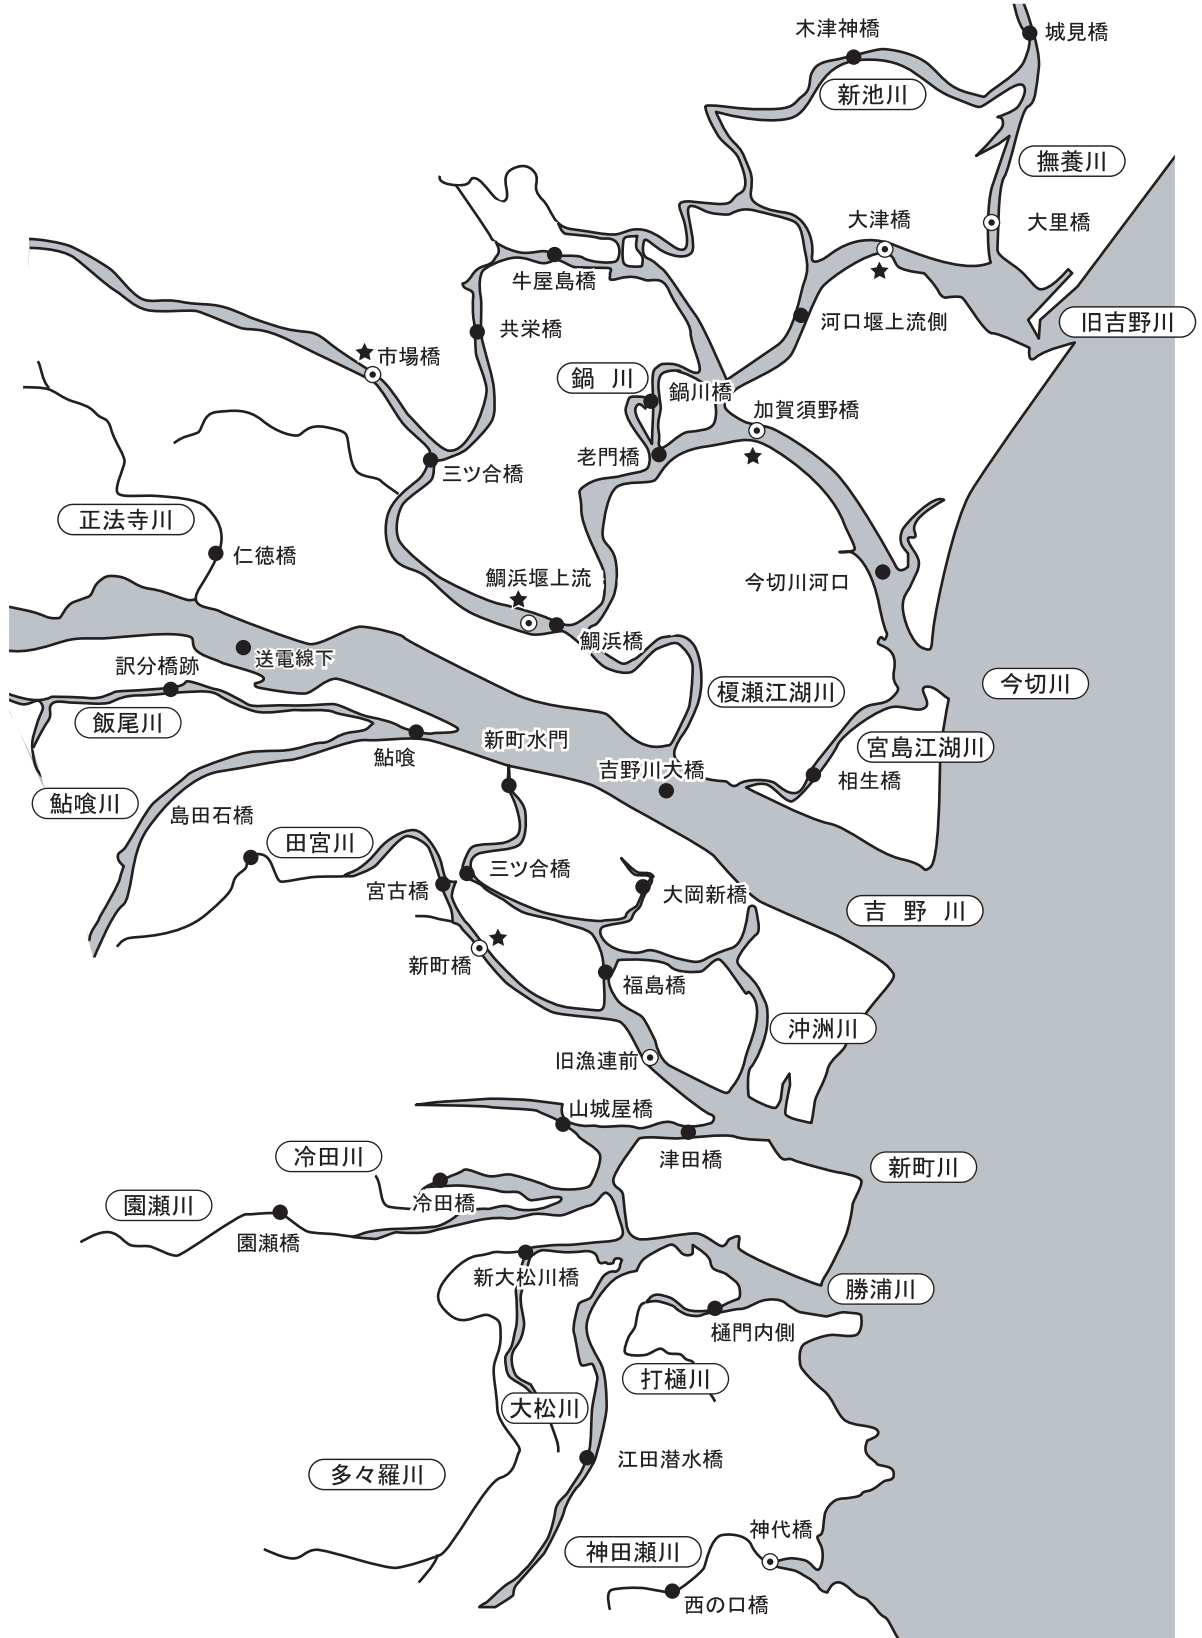 木津神橋
城見橋
新池川
撫養川
大津橋
大里橋
牛屋島橋
河口堰上流側
旧吉野川
共栄橋
市場橋
鍋 川
鍋川橋
加賀須野橋
老門橋
三ツ合橋
正法寺川
仁徳橋
鯛浜堰上流
今切川河口
鯛浜橋
送電線下
訳分橋跡
今切川
榎瀬江湖川
飯尾川
新町水門
宮島江湖川
鮎喰
吉野川大橋
相生橋
鮎喰川
島田石橋
田宮川
三ツ合橋
宮古橋
大岡新橋
吉 野 川
新町橋
福島橋
沖洲川
旧漁連前
山城屋橋
冷田川
津田橋
新町川
園瀬川
冷田橋
園瀬橋
新大松川橋
勝浦川
樋門内側
打樋川
大松川
江田潜水橋
多々羅川
神代橋
神田瀬川
西の口橋